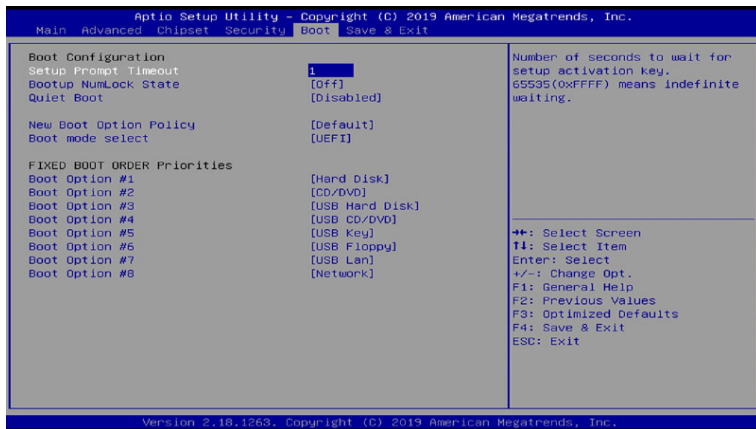 Aptio Setup Utility – Copyright (C) 2019 American Megatrends, Inc.
Main Advanced Chipset Security Boot Save & Exit
Boot Configuration
Setup Prompt Timeout 1
Bootup NumLock State [Off]
Quiet Boot [Disabled]
New Boot Option Policy [Default]
Boot mode select [UEFI]
FIXED BOOT ORDER Priorities
Boot Option #1 [Hard Disk]
Boot Option #2 [CD/DVD]
Boot Option #3 [USB Hard Disk]
Boot Option #4 [USB CD/DVD]
Boot Option #5 [USB Key]
Boot Option #6 [USB Floppy]
Boot Option #7 [USB Lan]
Boot Option #8 [Network]
Number of seconds to wait for
setup activation key.
65535(0xFFFF) means indefinite
waiting.
→←: Select Screen
↑↓: Select Item
Enter: Select
+/-: Change Opt.
F1: General Help
F2: Previous Values
F3: Optimized Defaults
F4: Save & Exit
ESC: Exit
Version 2.18.1263. Copyright (C) 2019 American Megatrends, Inc.